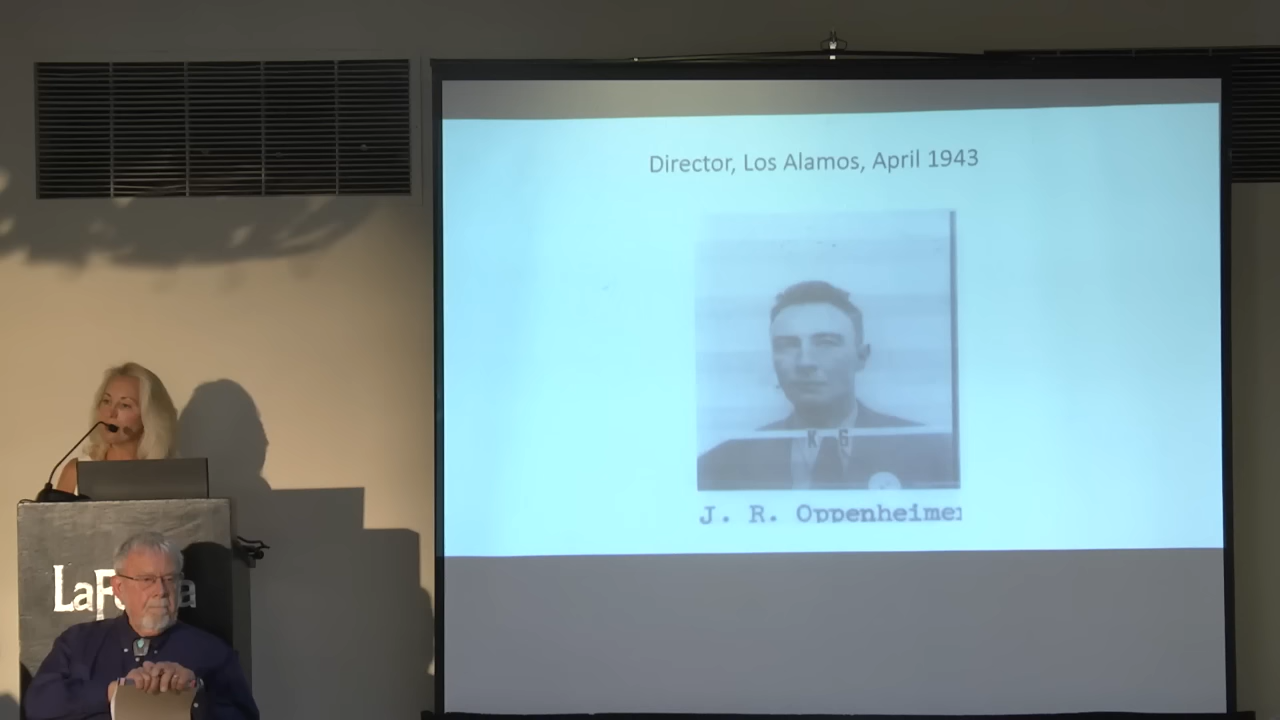 Director, Los Alamos, April 1943
K 6
J. R. Oppenheimer